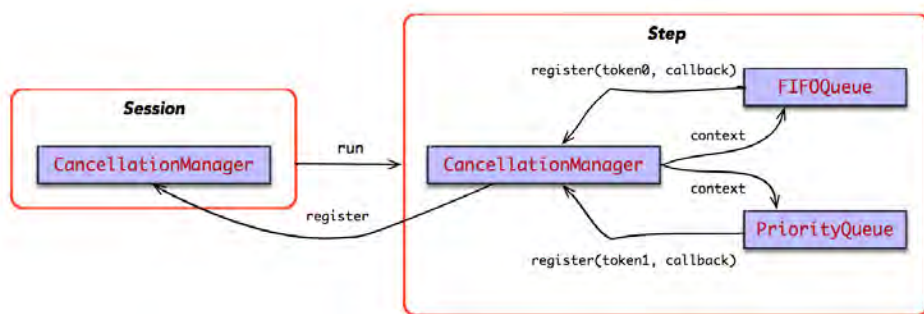 Step
register(token0, callback)
FIFOQueue
Session
context
run
CancellationManager
CancellationManager
context
register
PriorityQueue
register(token1, callback)